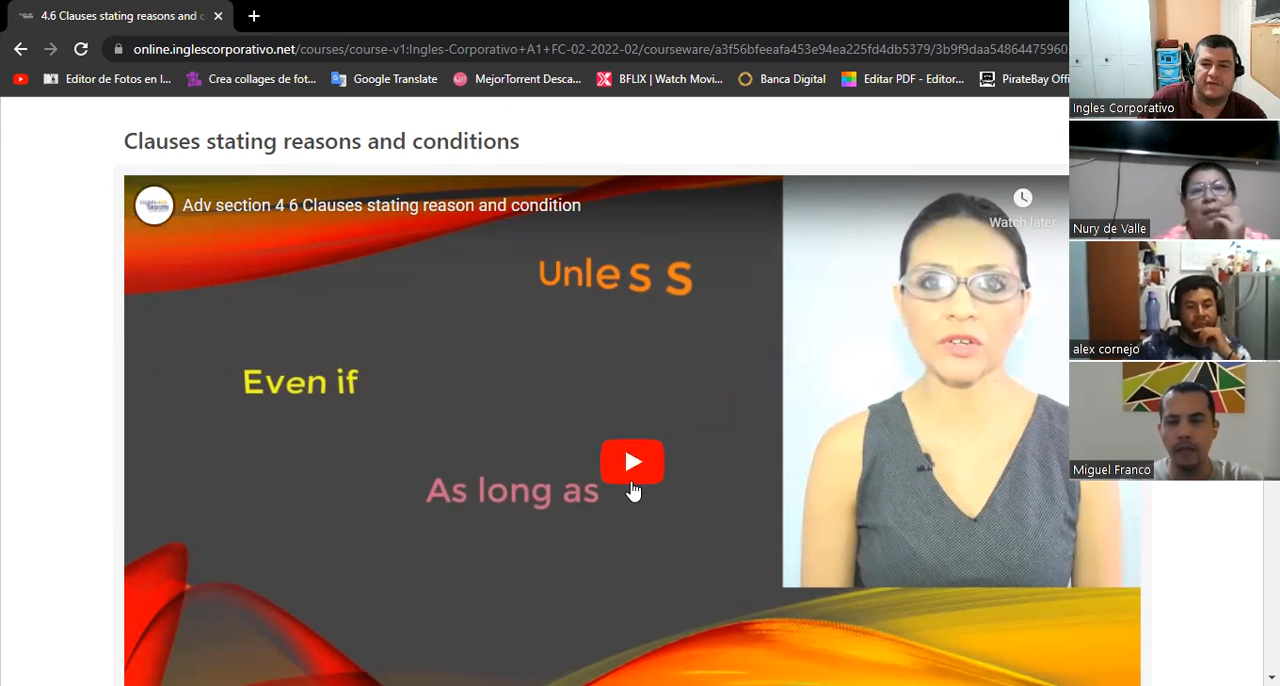 4.6 Clauses stating reasons and c
online.inglescorporativo.net/courses/course-v1:Ingles-Corporativo+A1+FC-02-2022-02/courseware/a3f56bfeeafa453e94ea225fd4db5379/3b9f9daa54864475960
Editor de Fotos en l... Crea collages de fot... Google Translate MejorTorrent Desca... BFLIX | Watch Movi... Banca Digital Editar PDF - Editor... PirateBay Offi
Ingles Corporativo
Clauses stating reasons and conditions
Adv section 4 6 Clauses stating reason and condition
Watch later
Nury de Valle
Unless
Even if
alex cornejo
As long as
Miguel Franco